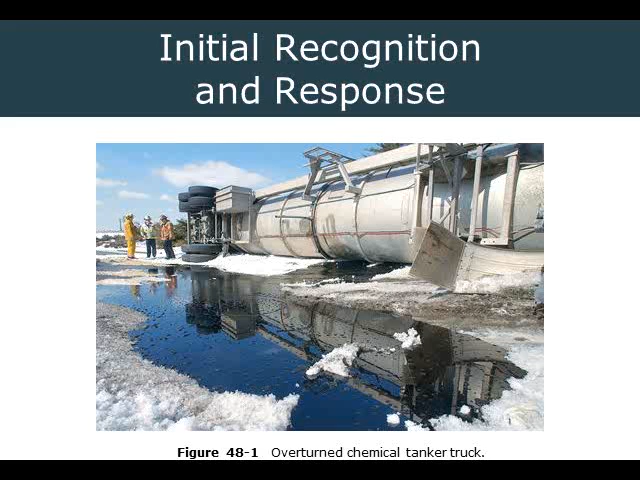 Initial Recognition
and Response
Figure 48-1 Overturned chemical tanker truck.